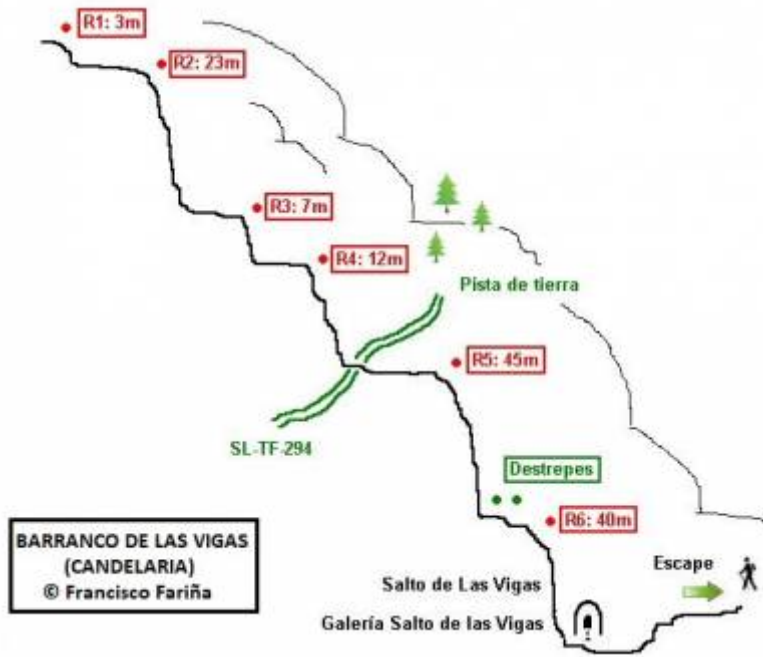 R1: 3m
R2: 23m
R3: 7m
R4: 12m
Pista de tierra
R5: 45m
SL-TF-294
Destrepes
R6: 40m
BARRANCO DE LAS VIGAS
(CANDELARIA)
© Francisco Fariña
Escape
Salto de Las Vigas
Galería Salto de las Vigas